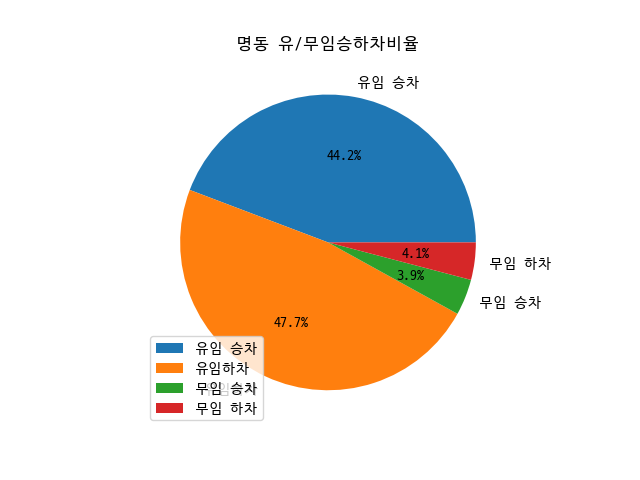 명동 유/무임승하차비율
유임 승차
44.2%
4.1%
무임 하차
3.9%
무임 승차
47.7%
유임 승차
유임하차
무임 승차
무임 하차